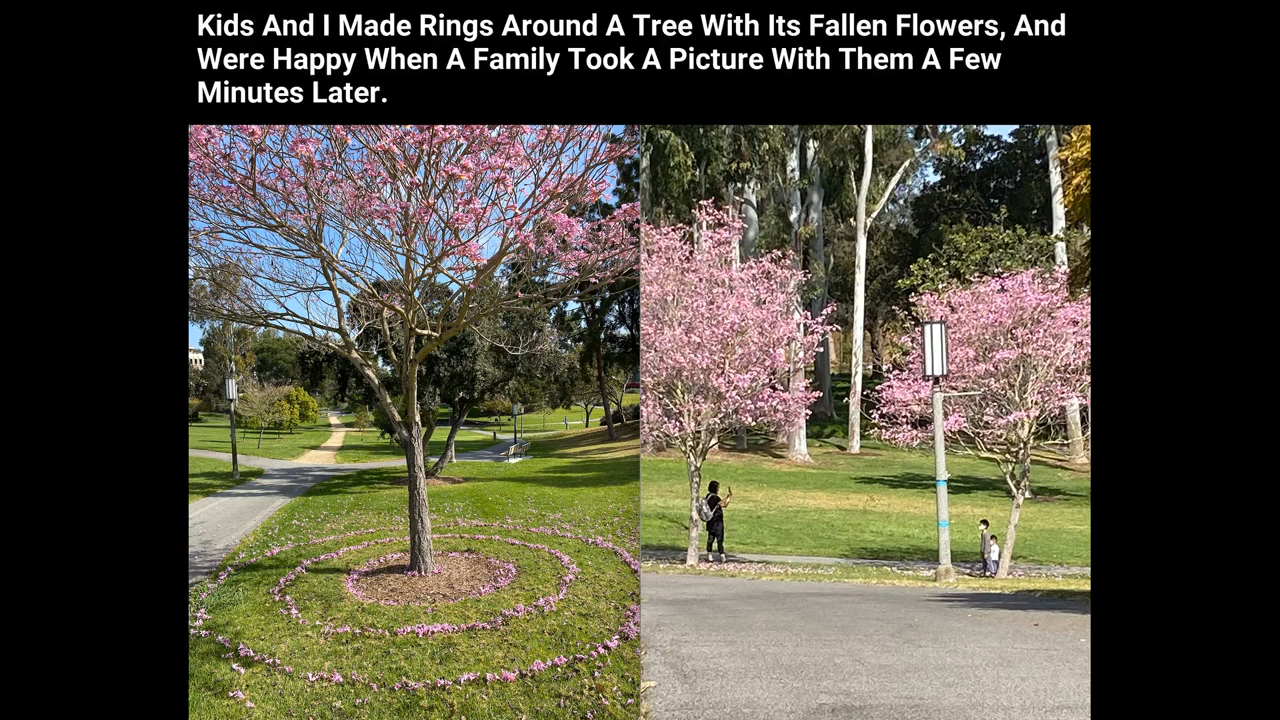 Kids And I Made Rings Around A Tree With Its Fallen Flowers, And
Were Happy When A Family Took A Picture With Them A Few
Minutes Later.